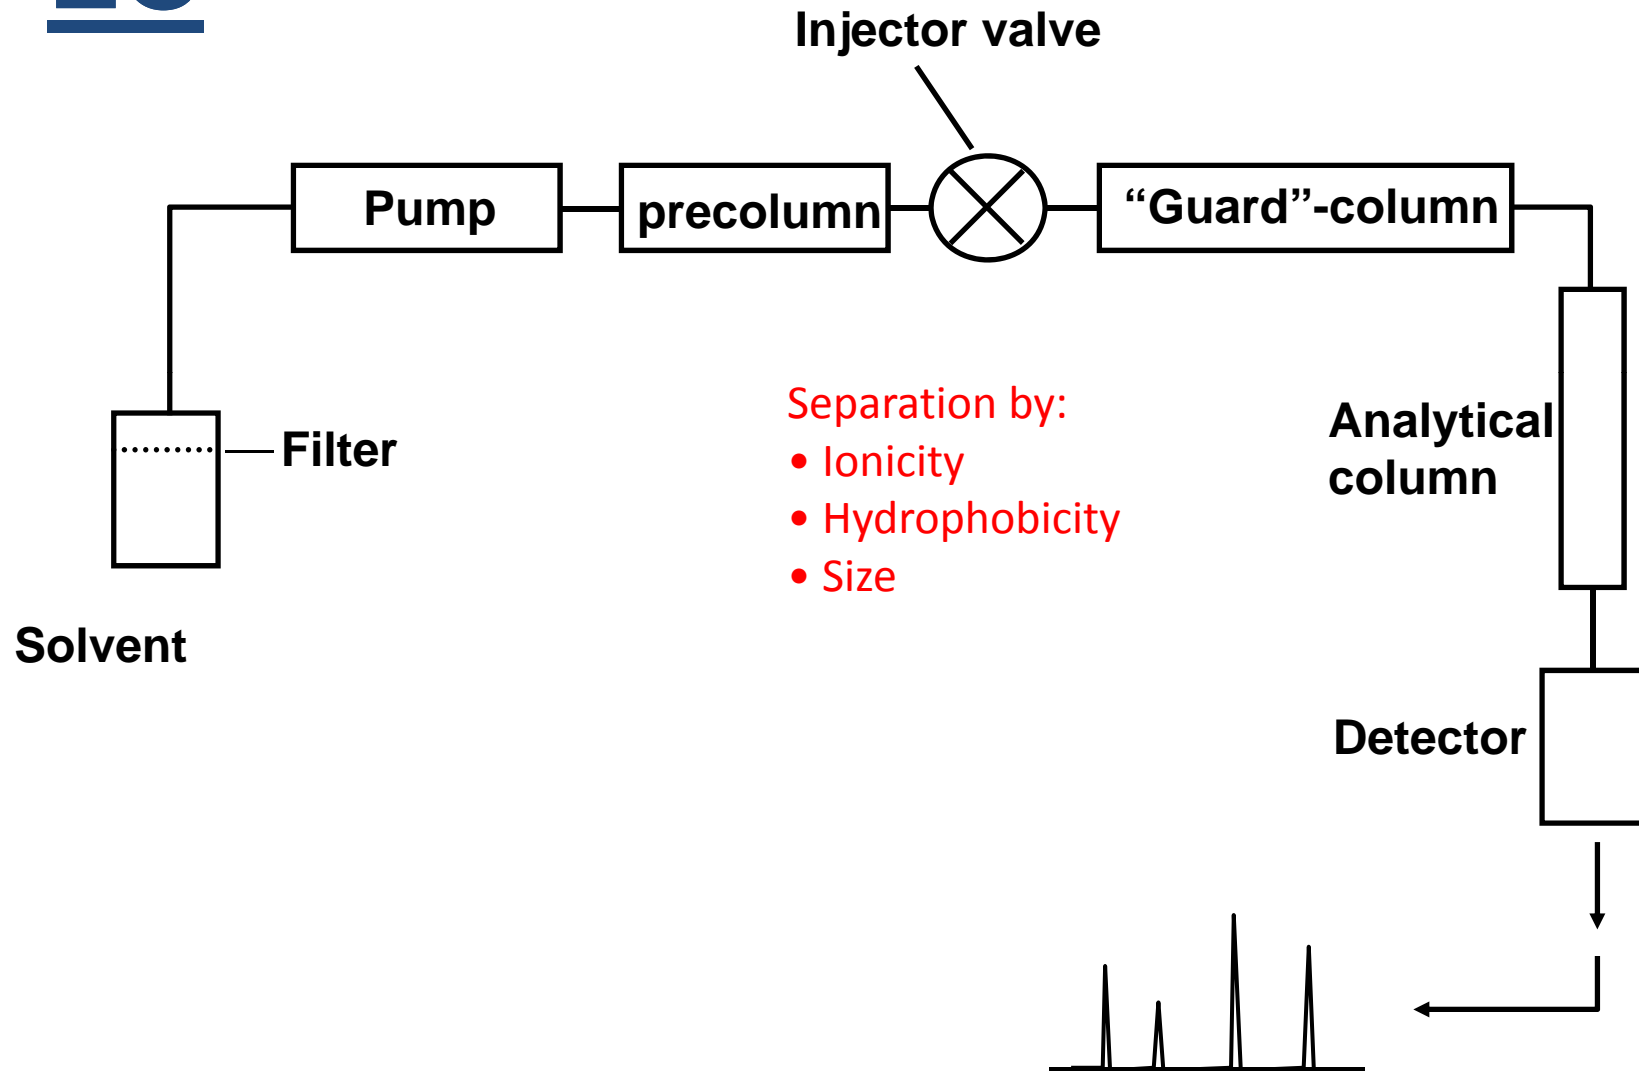 Injector valve
Pump
precolumn
“Guard”-column
Separation by:
• Ionicity
• Hydrophobicity
• Size
Filter
Analytical
column
Solvent
Detector